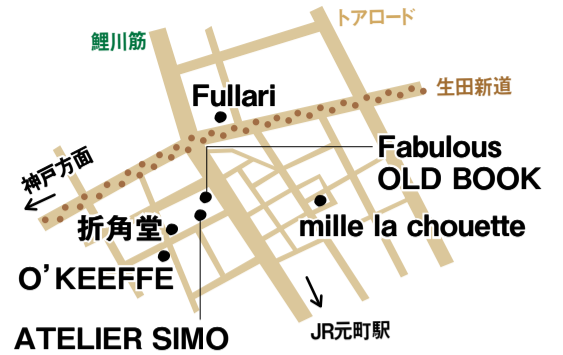 トアロード
鯉川筋
生田新道
Fullari
Fabulous
OLD BOOK
神戸方面
折角堂
mille la chouette
O'KEEFFE
ATELIER SIMO
JR元町駅